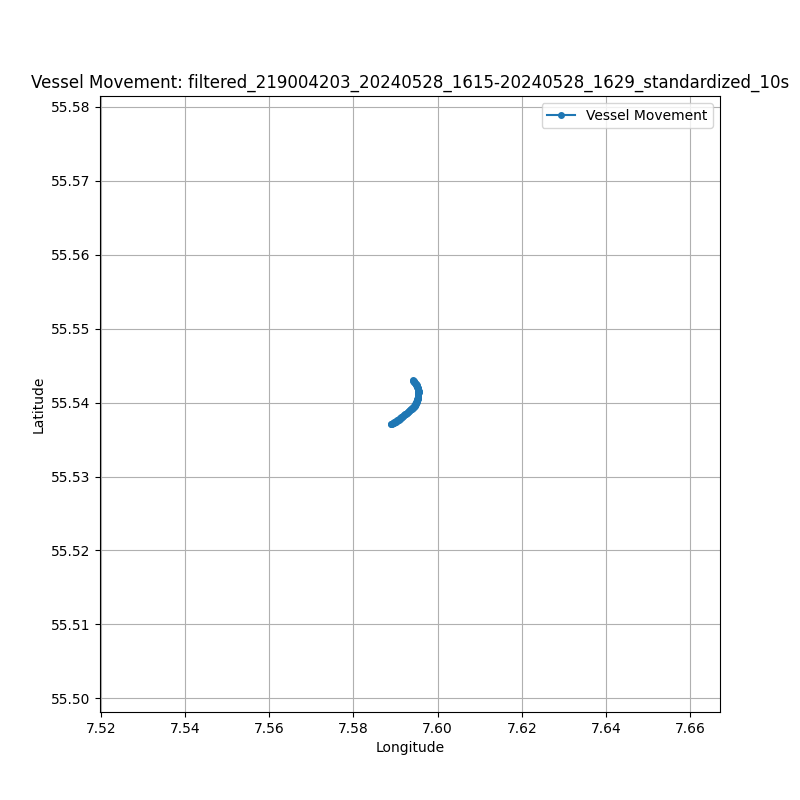 Vessel Movement: filtered_219004203_20240528_1615-20240528_1629_standardized_10s
Vessel Movement
55.58
55.57
55.56
55.55
55.54
55.53
55.52
55.51
55.50
Latitude
7.52 7.54 7.56 7.58 7.60 7.62 7.64 7.66
Longitude